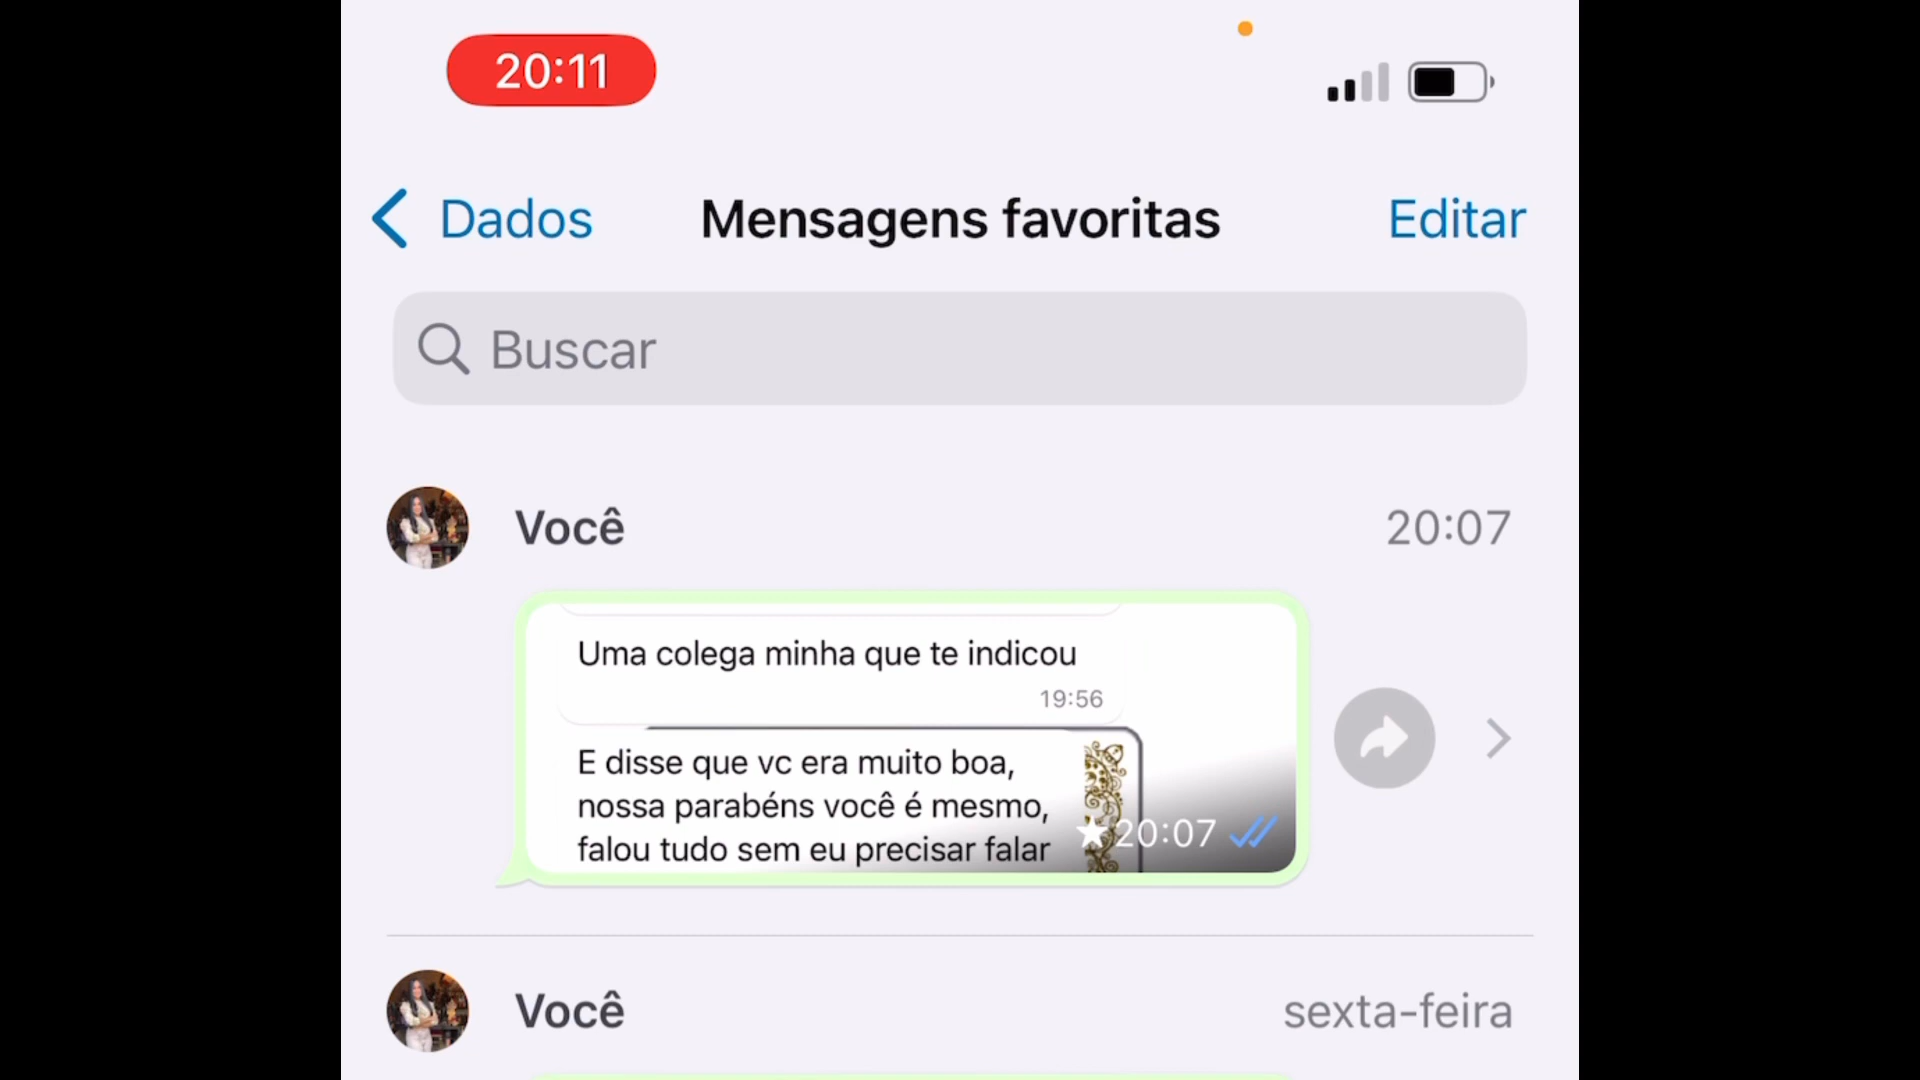 20:11
Dados
Mensagens favoritas
Editar
Buscar
Você
20:07
Uma colega minha que te indicou
19:56
E disse que vc era muito boa,
nossa parabéns você é mesmo,
falou tudo sem eu precisar falar
20:07
Você
sexta-feira